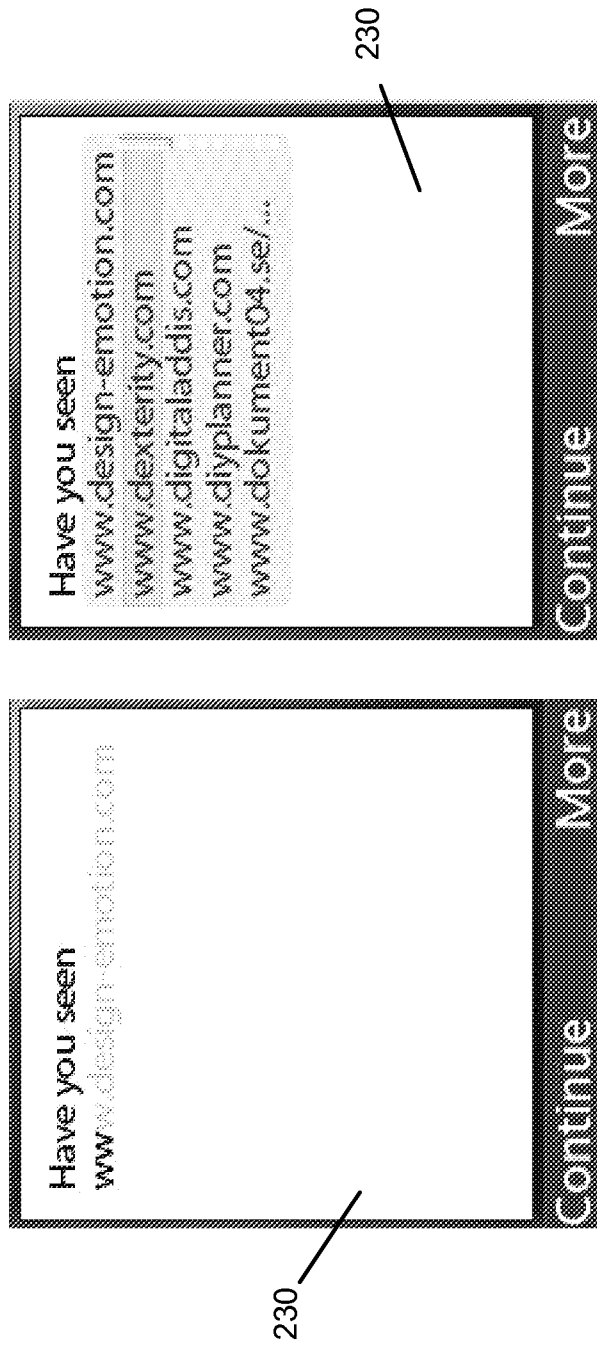 Have you seen
www.design-emotion.com
Continue More
230
Have you seen
www.design-emotion.com
www.dexterity.com
www.digitaladdis.com
www.diyplanner.com
www.dokument04.se/...
Continue More
230